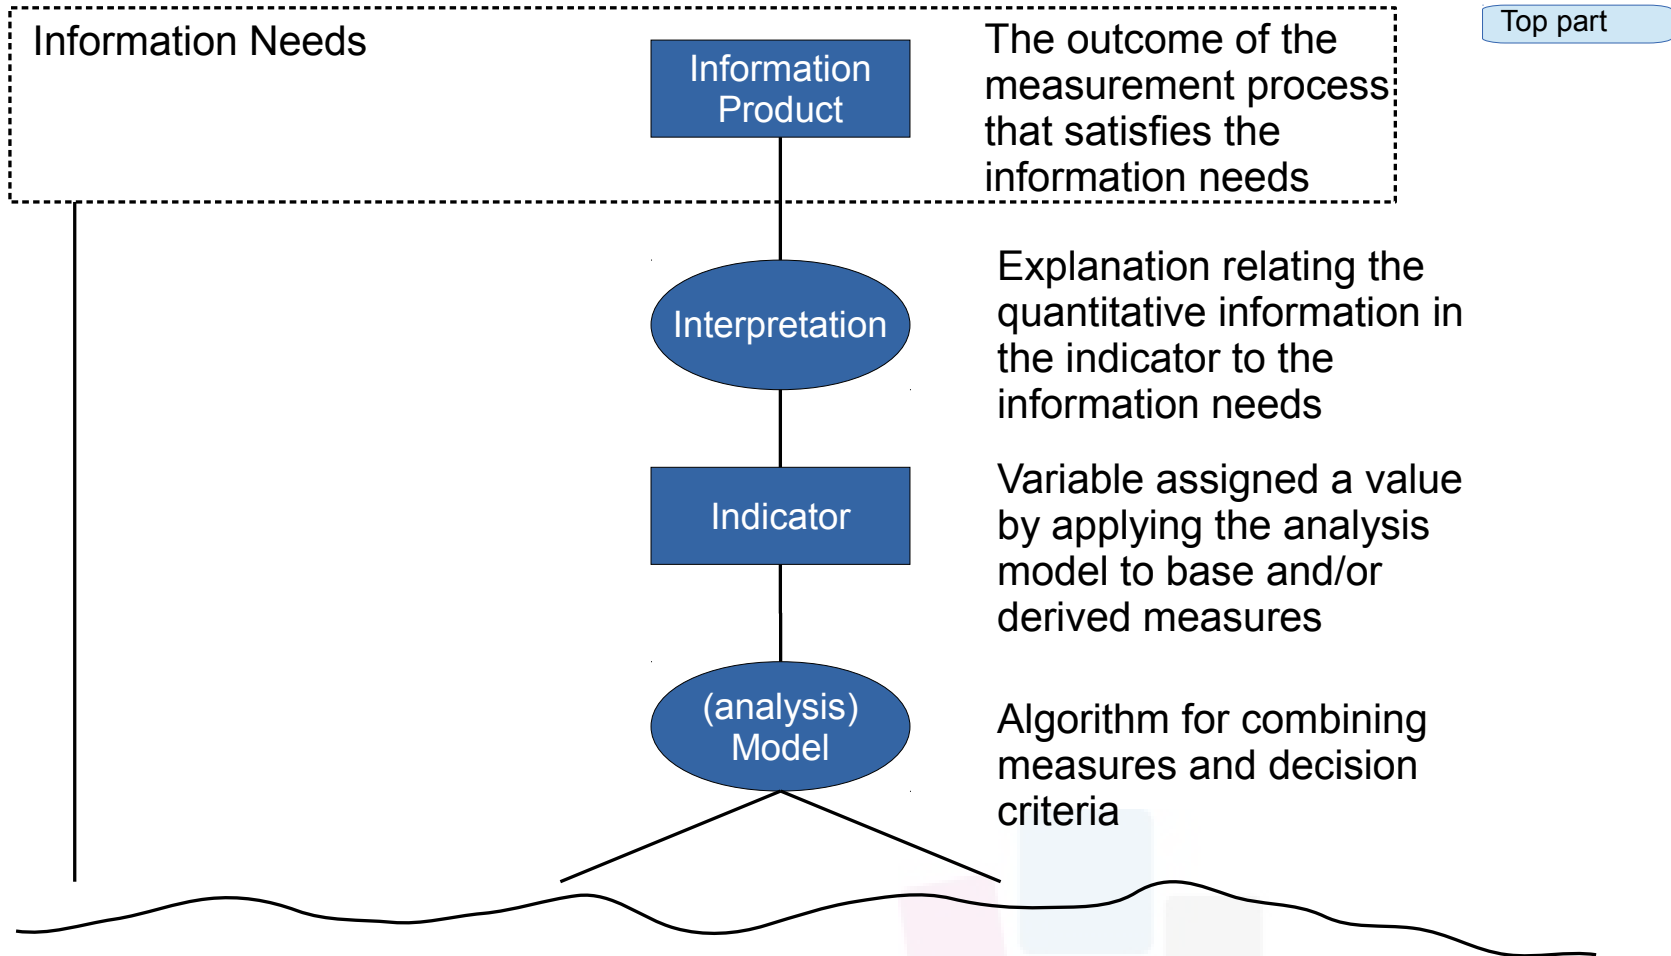 Information Needs
Information
Product
The outcome of the
measurement process
that satisfies the
information needs
Top part
Interpretation
Explanation relating the
quantitative information in
the indicator to the
information needs
Indicator
Variable assigned a value
by applying the analysis
model to base and/or
derived measures
(analysis)
Model
Algorithm for combining
measures and decision
criteria